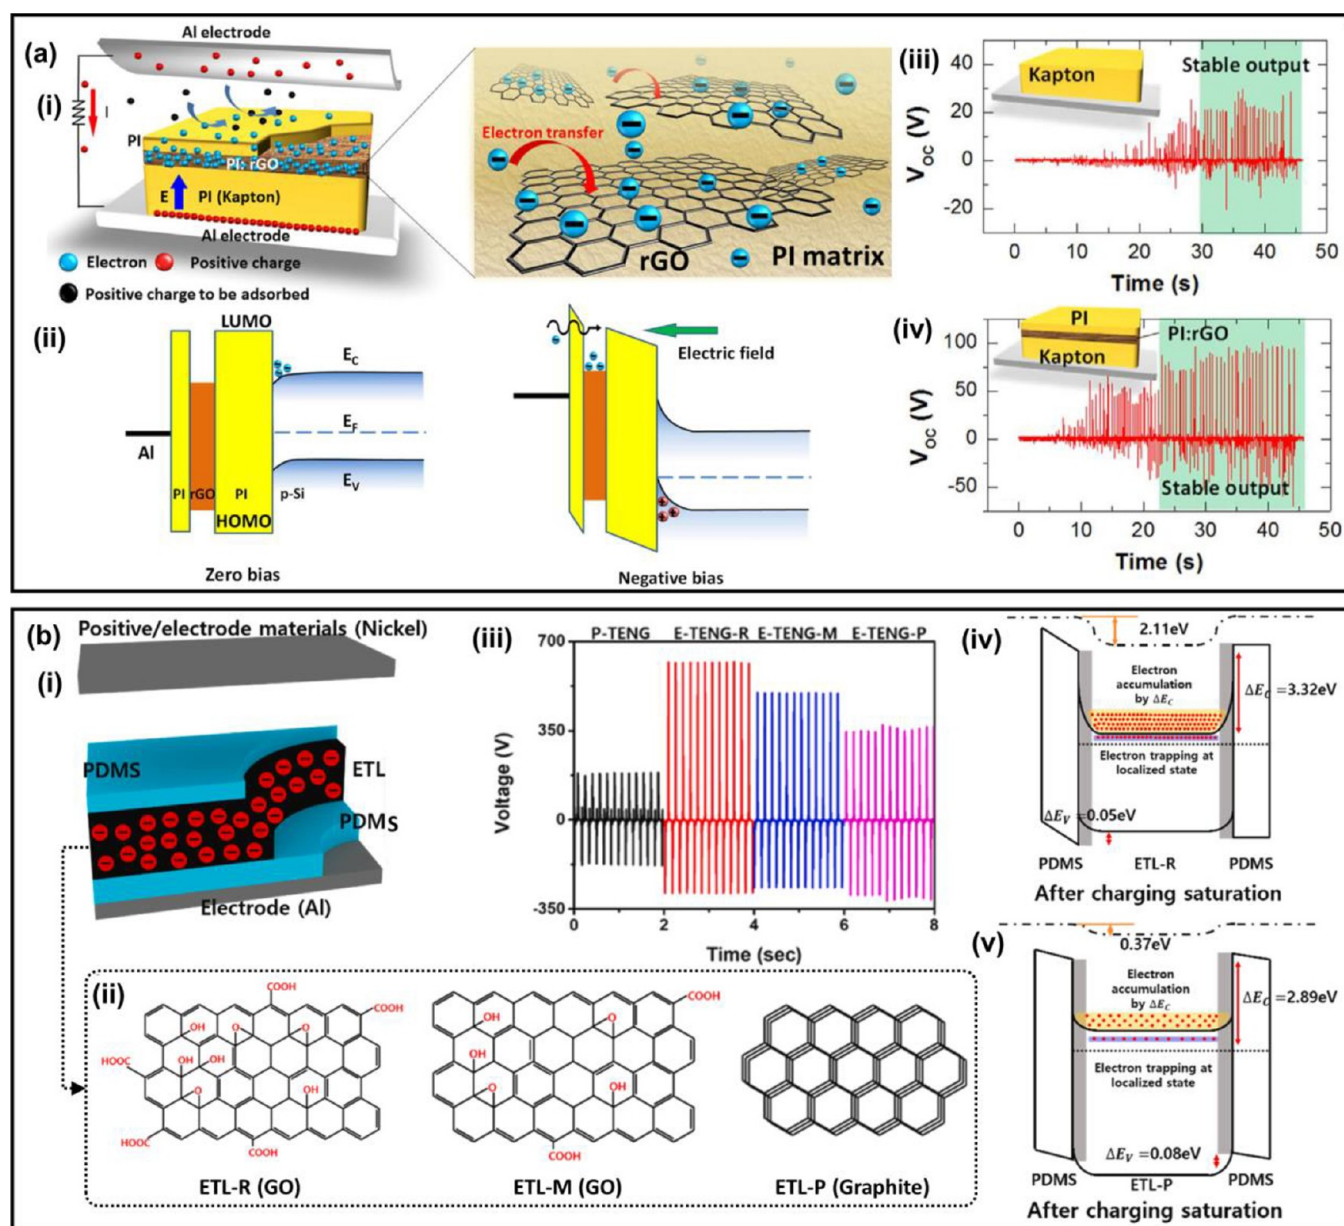 (a)
Al electrode
(i)
I
PI
PI: rGO
E
PI (Kapton)
Al electrode
Electron
Positive charge
Positive charge to be adsorbed
Electron transfer
rGO
PI matrix
(iii)
Kapton
Stable output
40
20
0
-20
VOC (V)
0 10 20 30 40 50
Time (s)
(ii)
LUMO
EC
EF
EV
Al
PI
rGO
PI
p-Si
HOMO
Zero bias
Electric field
Negative bias
(iv)
PI
PI:rGO
Kapton
100
50
0
-50
VOC (V)
Stable output
0 10 20 30 40 50
Time (s)
(b)
Positive/electrode materials (Nickel)
(i)
PDMS
ETL
PDMS
Electrode (Al)
(iii)
P-TENG E-TENG-R E-TENG-M E-TENG-P
700
350
0
-350
Voltage (V)
0 2 4 6 8
Time (sec)
(iv)
2.11eV
Electron
accumulation
by ΔEC
ΔEC =3.32eV
Electron trapping at
localized state
ΔEV =0.05eV
PDMS ETL-R PDMS
After charging saturation
(v)
0.37eV
Electron
accumulation
by ΔEC
ΔEC =2.89eV
Electron trapping at
localized state
ΔEV =0.08eV
PDMS ETL-P PDMS
After charging saturation
(ii)
COOH
COOH
OH
O
O
OH
OH
HOOC
O
OH
HOOC
COOH
ETL-R (GO)
COOH
OH
O
OH
O
OH
COOH
ETL-M (GO)
ETL-P (Graphite)